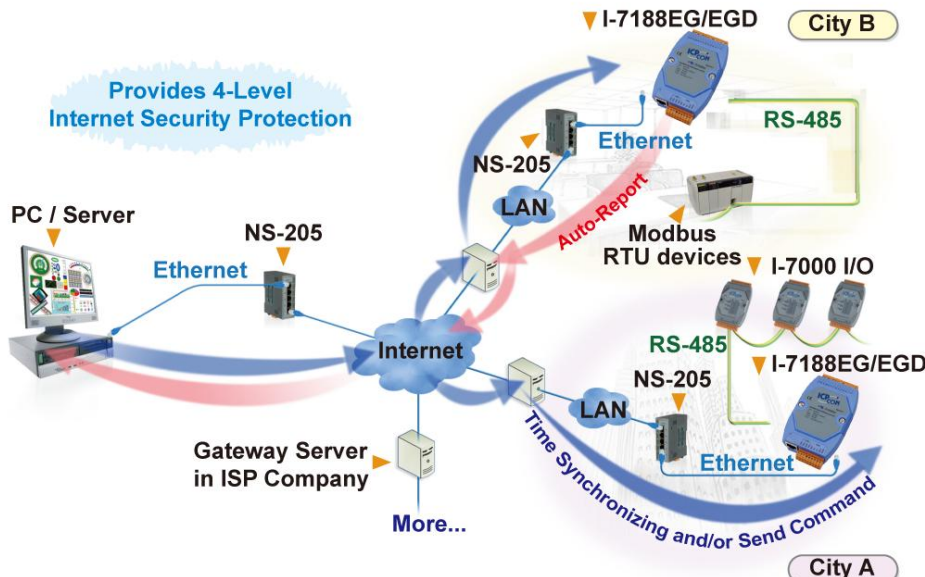 I-7188EG/EGD
City B
Provides 4-Level
Internet Security Protection
RS-485
Ethernet
NS-205
LAN
Auto-Report
Modbus
RTU devices
PC / Server
NS-205
Ethernet
I-7000 I/O
Internet
RS-485
I-7188EG/EGD
NS-205
LAN
Gateway Server
in ISP Company
Ethernet
Time Synchronizing and/or Send Command
More...
City A